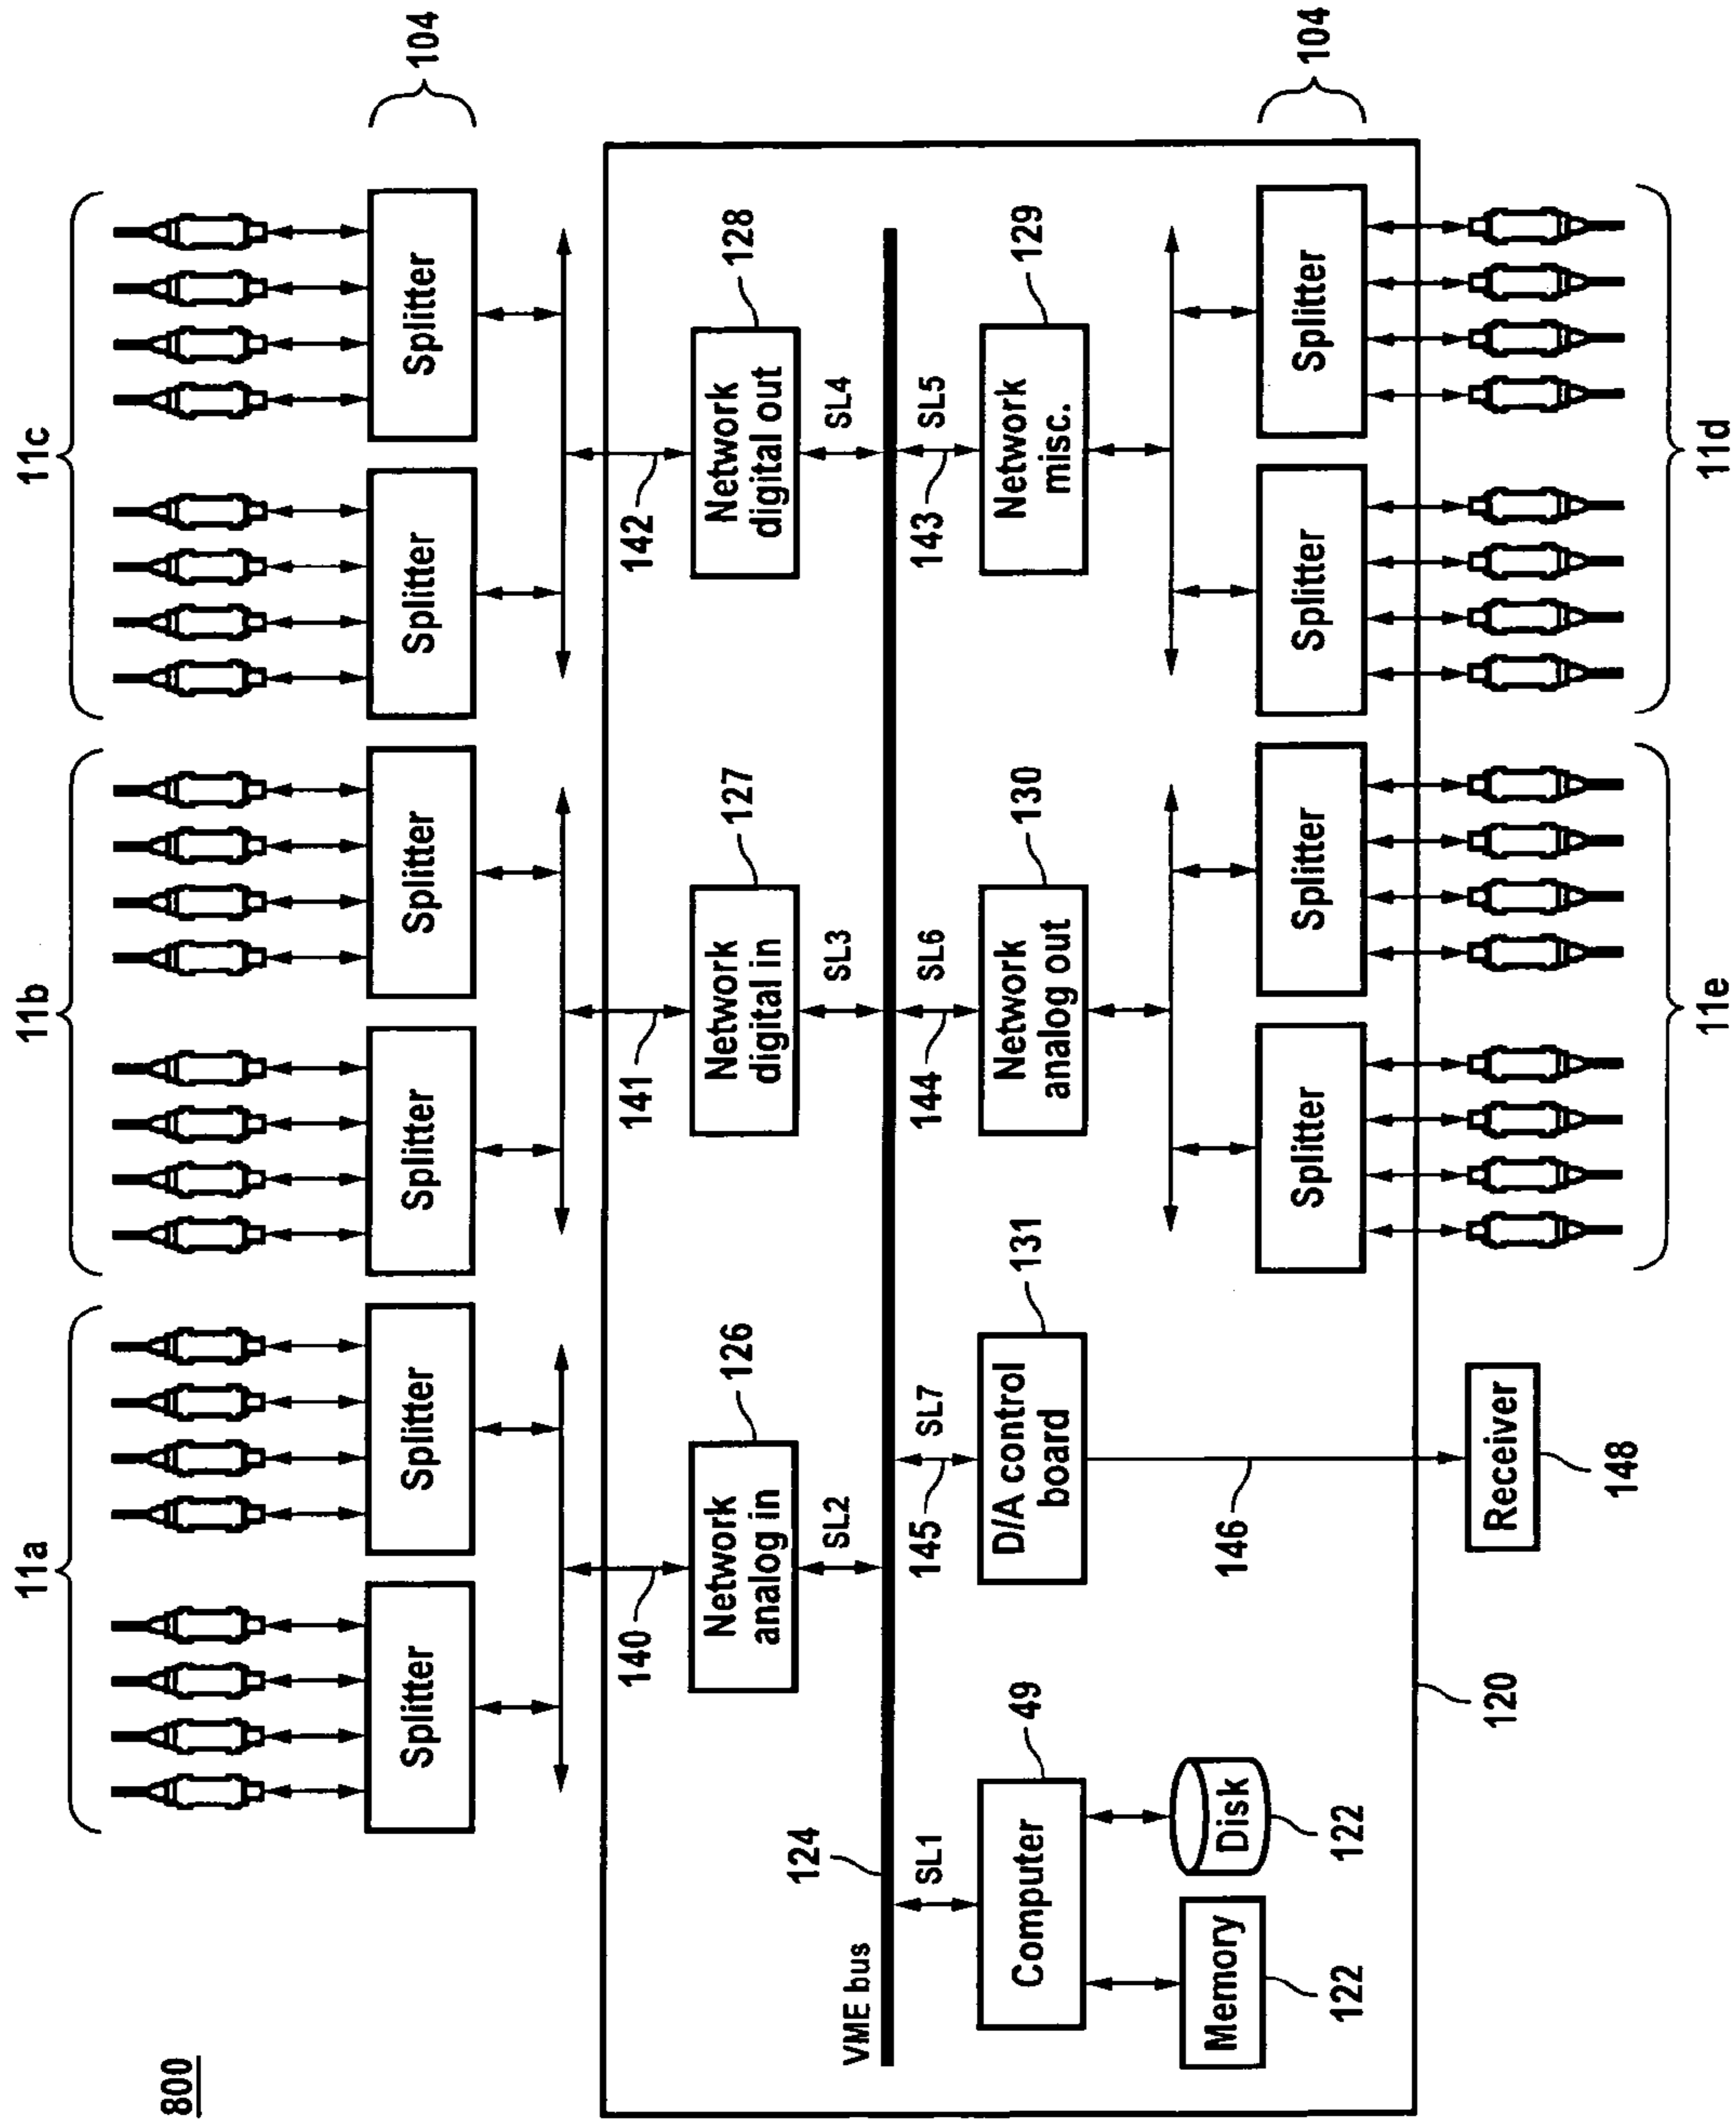 800
11a
11b
11c
104
Splitter
Splitter
Splitter
Splitter
Splitter
Splitter
140
141
142
126
127
128
Network
analog in
Network
digital in
Network
digital out
SL2
SL3
SL4
VME bus
124
SL1
SL7
SL6
SL5
145
144
143
49
131
130
129
Computer
D/A control
board
Network
analog out
Network
misc.
Memory
Disk
122
122
146
Splitter
Splitter
Splitter
Splitter
104
120
Receiver
148
11e
11d